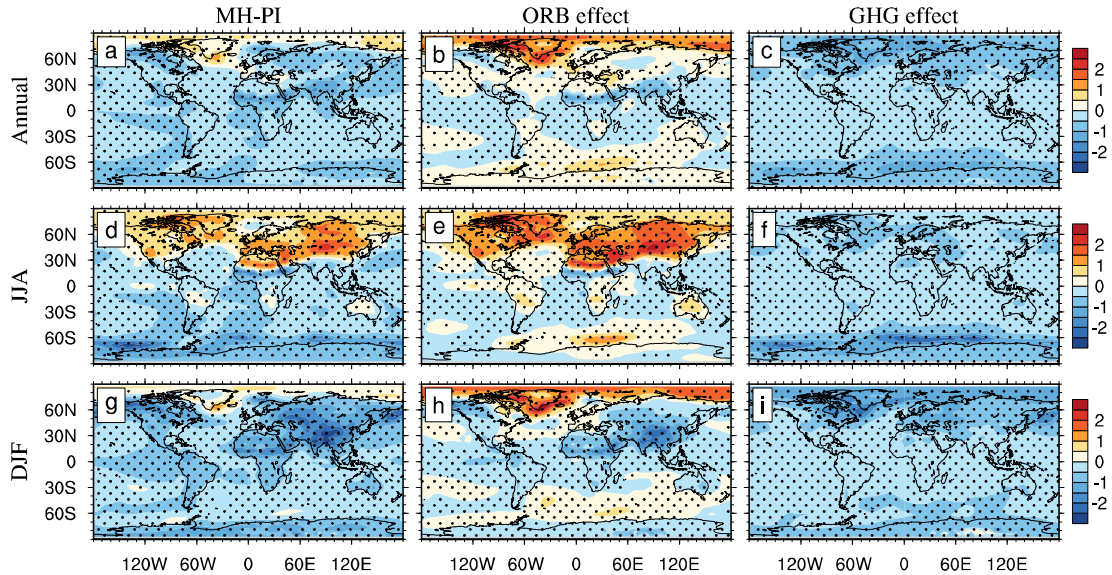 MH-PI ORB effect GHG effect
Annual
a b c
60N
30N
0
30S
60S
2
1
0
-1
-2
JJA
d e f
60N
30N
0
30S
60S
2
1
0
-1
-2
DJF
g h i
60N
30N
0
30S
60S
2
1
0
-1
-2
120W 60W 0 60E 120E 120W 60W 0 60E 120E 120W 60W 0 60E 120E